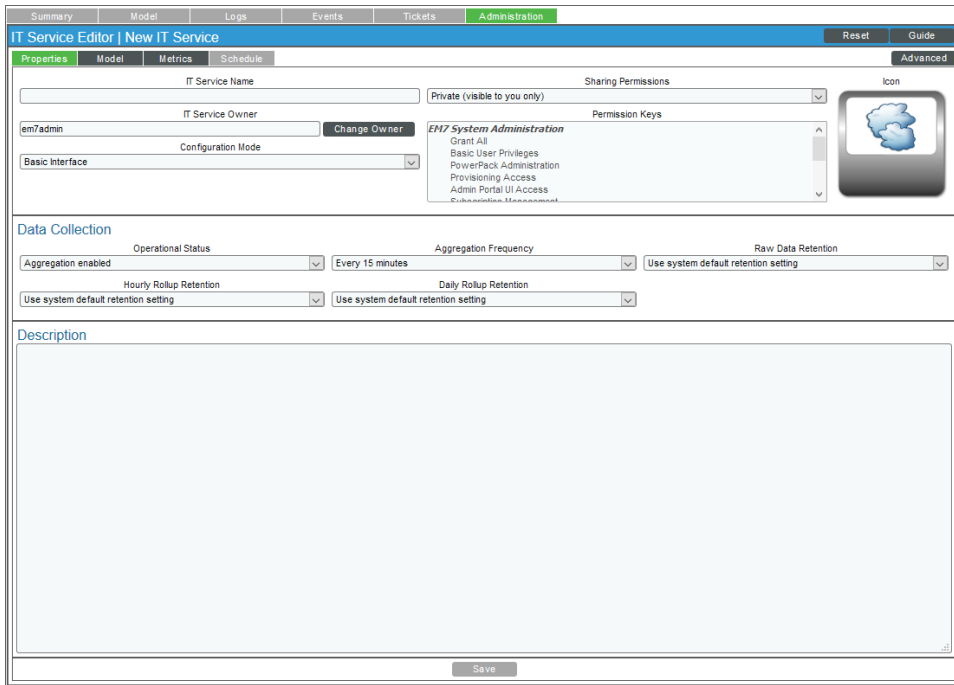 Summary Model Logs Events Tickets Administration
IT Service Editor | New IT Service Reset Guide
Properties Model Metrics Schedule Advanced
IT Service Name Sharing Permissions Icon
Private (visible to you only)
IT Service Owner Permission Keys
em7admin Change Owner EM7 System Administration
Grant All
Configuration Mode Basic User Privileges
Basic Interface PowerPack Administration
Provisioning Access
Admin Portal UI Access
Subscription Management
Data Collection
Operational Status Aggregation Frequency Raw Data Retention
Aggregation enabled Every 15 minutes Use system default retention setting
Hourly Rollup Retention Daily Rollup Retention
Use system default retention setting Use system default retention setting
Description
Save